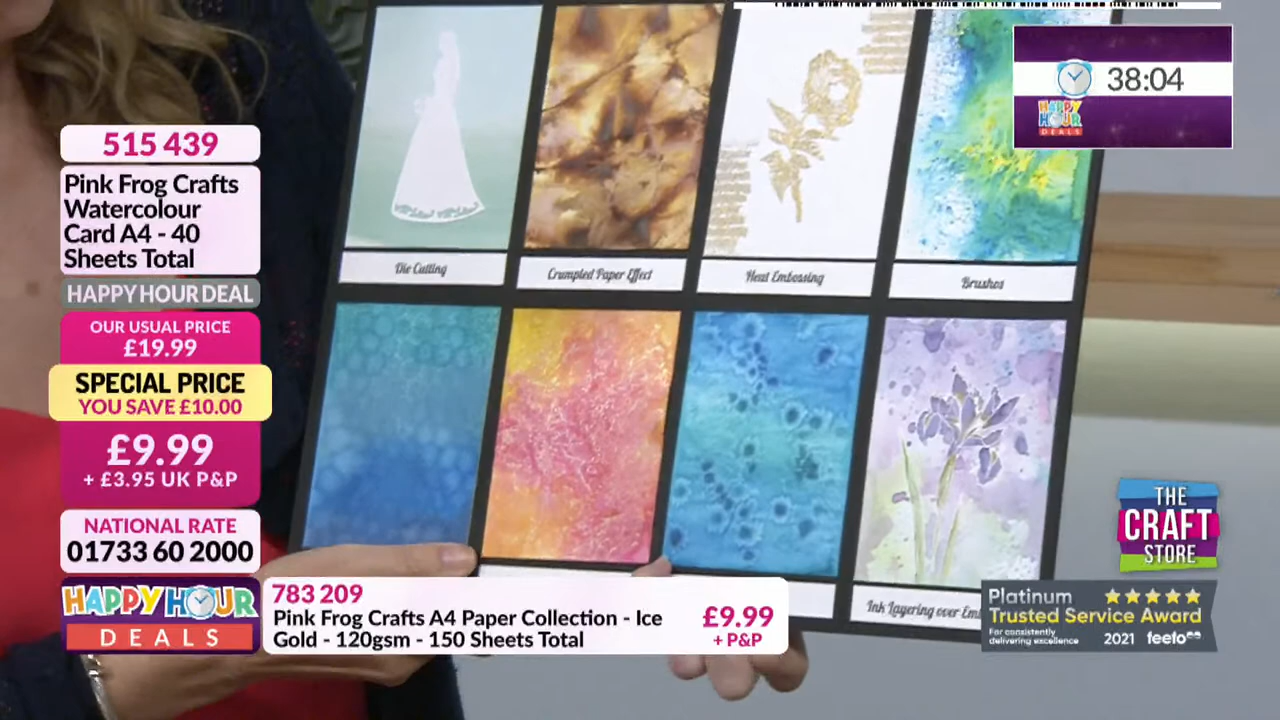 38:04
HAPPY
HOUR
DEALS
515 439
Pink Frog Crafts
Watercolour
Card A4 - 40
Sheets Total
HAPPY HOUR DEAL
OUR USUAL PRICE
£19.99
SPECIAL PRICE
YOU SAVE £10.00
£9.99
+ £3.95 UK P&P
NATIONAL RATE
01733 60 2000
HAPPY HOUR
DEALS
Die Cutting
Crumpled Paper Effect
Heat Embossing
Brushos
Ink Layering over
783 209
Pink Frog Crafts A4 Paper Collection - Ice
Gold - 120gsm - 150 Sheets Total
£9.99
+ P&P
THE
CRAFT
STORE
Platinum
Trusted Service Award
For consistently
delivering excellence
2021 feefo